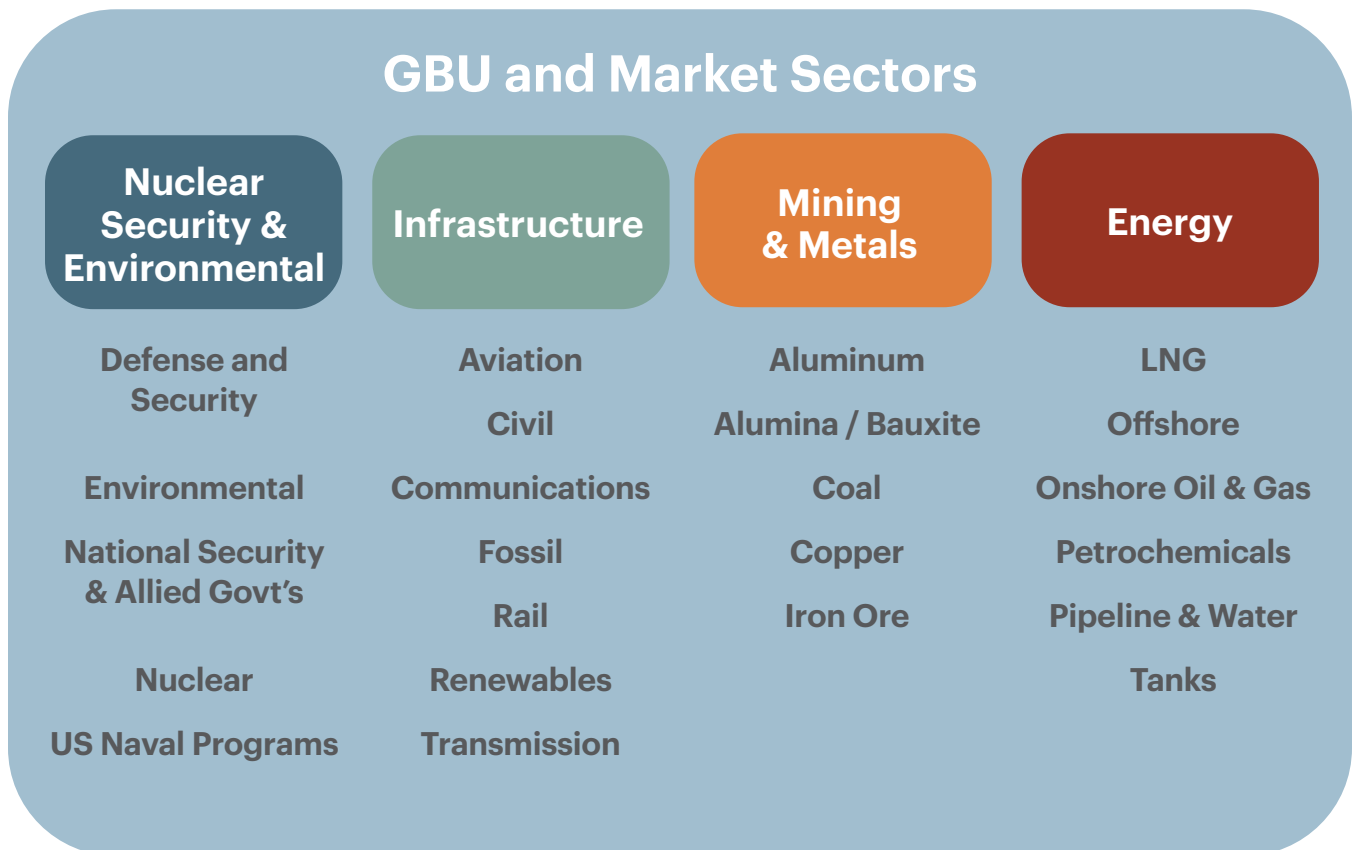 GBU and Market Sectors
Nuclear
Security &
Environmental
Defense and
Security
Environmental
National Security
& Allied Govt’s
Nuclear
US Naval Programs
Infrastructure
Aviation
Civil
Communications
Fossil
Rail
Renewables
Transmission
Mining
& Metals
Aluminum
Alumina / Bauxite
Coal
Copper
Iron Ore
Energy
LNG
Offshore
Onshore Oil & Gas
Petrochemicals
Pipeline & Water
Tanks